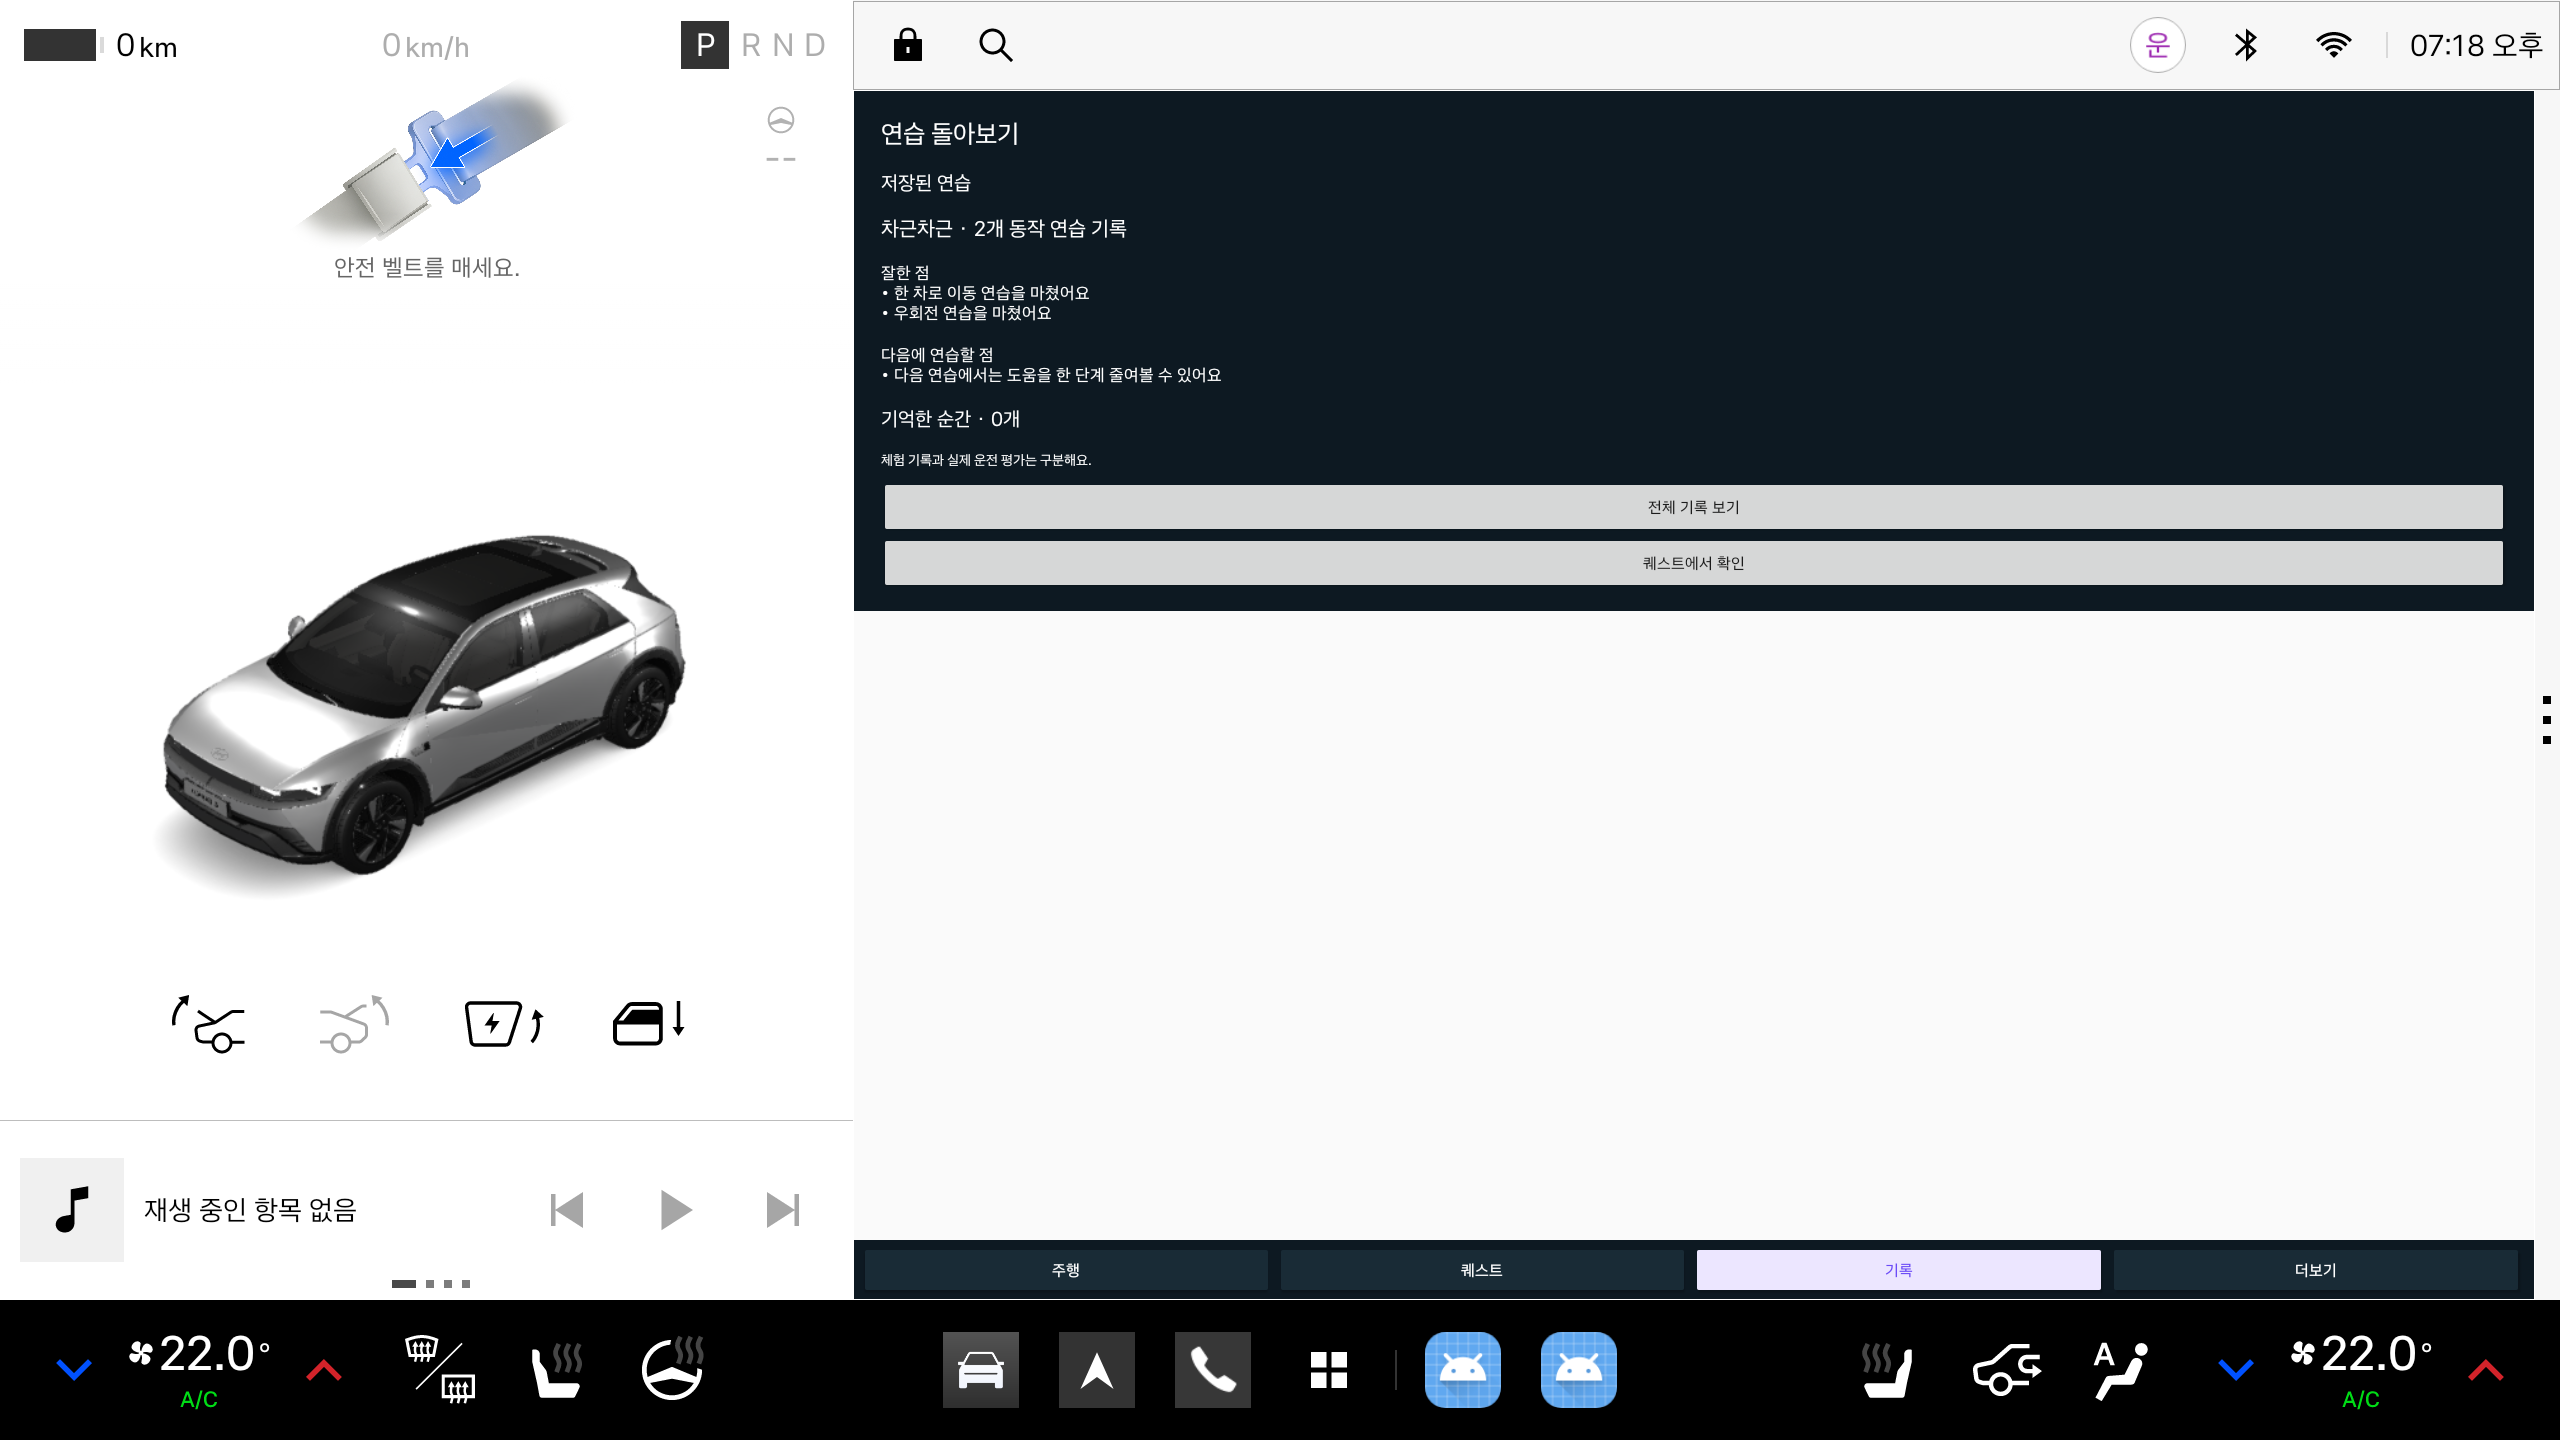 0 km
0 km/h
P R N D
안전 벨트를 매세요.
재생 중인 항목 없음
운
07:18 오후
연습 돌아보기
저장된 연습
차근차근 · 2개 동작 연습 기록
잘한 점
• 한 차로 이동 연습을 마쳤어요
• 우회전 연습을 마쳤어요
다음에 연습할 점
• 다음 연습에서는 도움을 한 단계 줄여볼 수 있어요
기억한 순간 · 0개
체험 기록과 실제 운전 평가는 구분해요.
전체 기록 보기
퀘스트에서 확인
주행
퀘스트
기록
더보기
22.0°
A/C
A
22.0°
A/C